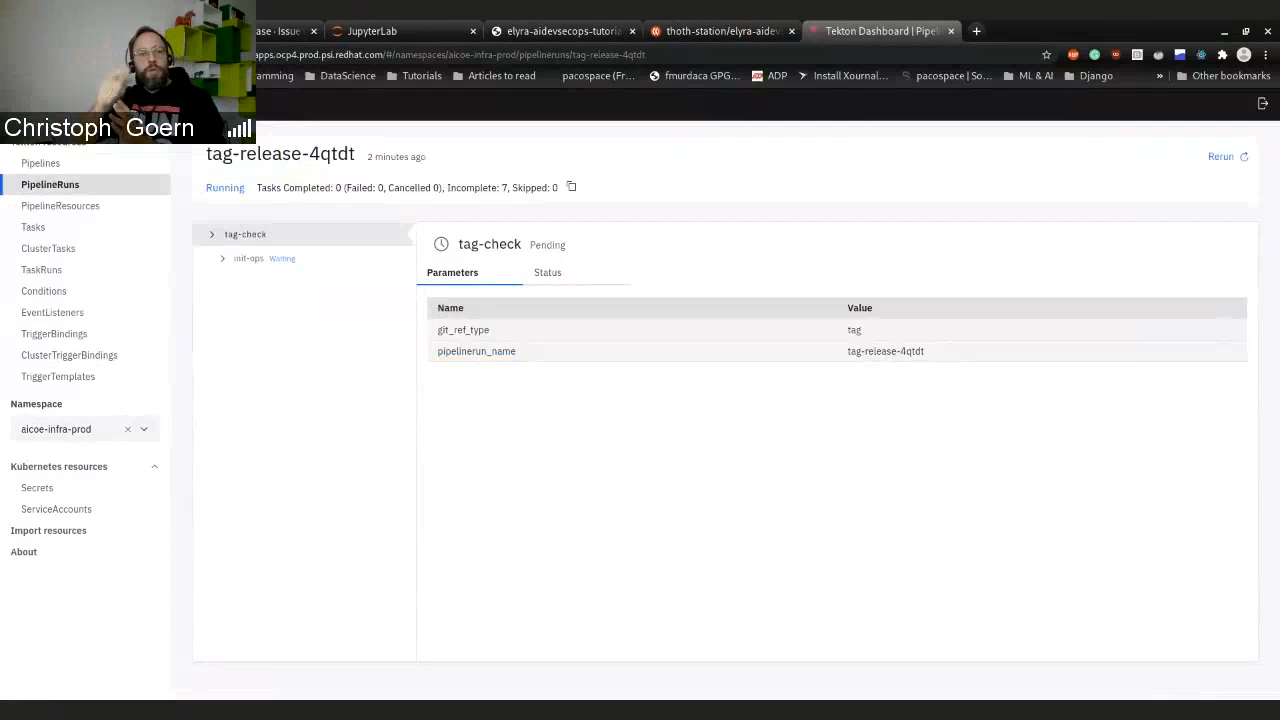 ase · Issu
JupyterLab
elyra-aidevsecops-tutoria
thoth-station/elyra-aidev
Tekton Dashboard | Pipeli
apps.ocp4.prod.psi.redhat.com/#/namespaces/aicoe-infra-prod/pipelineruns/tag-release-4qtdt
mming
DataScience
Tutorials
Articles to read
pacospace (Fr…
fmurdaca GPG…
ADP
Install Xournal…
pacospace (Con…
ML & AI
Django
»
Other bookmarks
Christoph Goern
Pipelines
PipelineRuns
PipelineResources
Tasks
ClusterTasks
TaskRuns
Conditions
EventListeners
TriggerBindings
ClusterTriggerBindings
TriggerTemplates
Namespace
aicoe-infra-prod
Kubernetes resources
Secrets
ServiceAccounts
Import resources
About
tag-release-4qtdt
2 minutes ago
Rerun
Running Tasks Completed: 0 (Failed: 0, Cancelled 0), Incomplete: 7, Skipped: 0
tag-check
init-ops Waiting
tag-check Pending
Parameters Status
Name Value
git_ref_type tag
pipelinerun_name tag-release-4qtdt